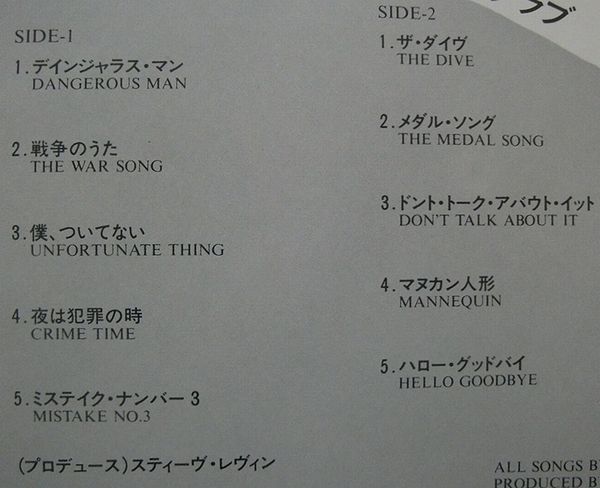 SIDE-1
1.デインジャラス・マン
DANGEROUS MAN
2.戦争のうた
THE WAR SONG
3.僕、ついてない
UNFORTUNATE THING
4.夜は犯罪の時
CRIME TIME
5.ミステイク・ナンバー3
MISTAKE NO.3
(プロデュース)スティーヴ・レヴィン
ラブ
SIDE-2
1.ザ・ダイヴ
THE DIVE
2.メダル・ソング
THE MEDAL SONG
3.ドント・トーク・アバウト・イット
DON'T TALK ABOUT IT
4.マヌカン人形
MANNEQUIN
5.ハロー・グッドバイ
HELLO GOODBYE
ALL SONGS B
PRODUCED B